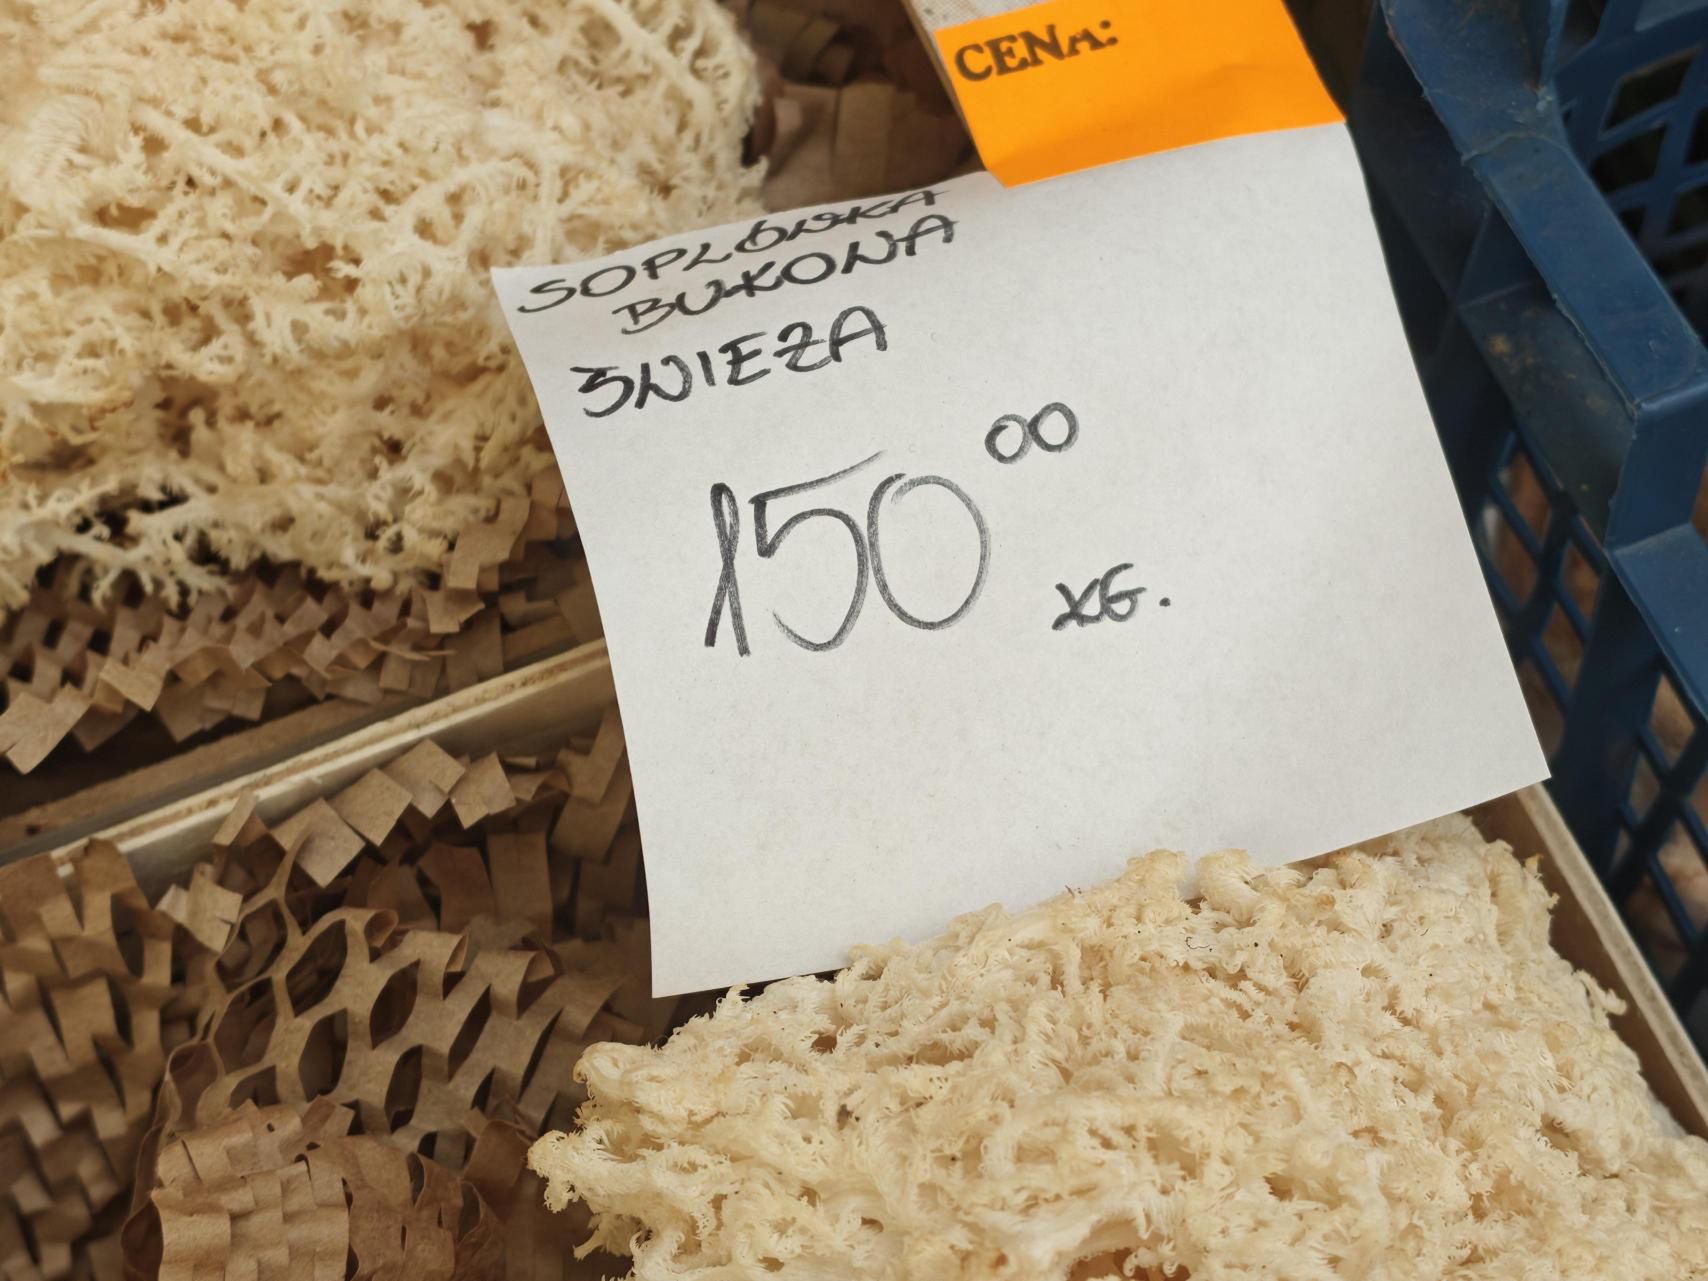 CENA:
SOPLÓWKA
BUKOWA
ŚWIEŻA
150 00
KG.